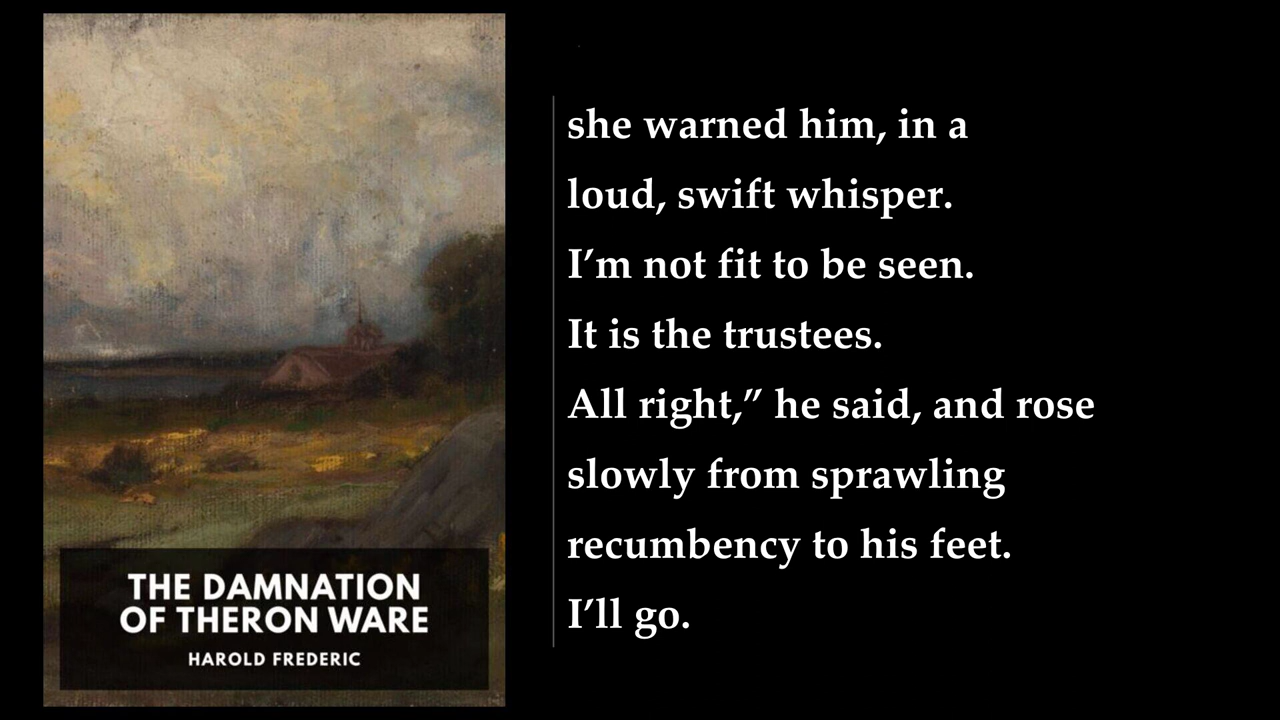 THE DAMNATION
OF THERON WARE
HAROLD FREDERIC
she warned him, in a
loud, swift whisper.
I’m not fit to be seen.
It is the trustees.
All right,” he said, and rose
slowly from sprawling
recumbency to his feet.
I’ll go.